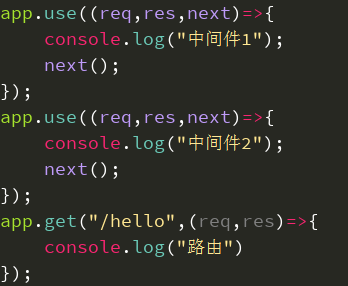 app.use((req,res,next)=>{
    console.log("中间件1");
    next();
});
app.use((req,res,next)=>{
    console.log("中间件2");
    next();
});
app.get("/hello",(req,res)=>{
    console.log("路由")
});